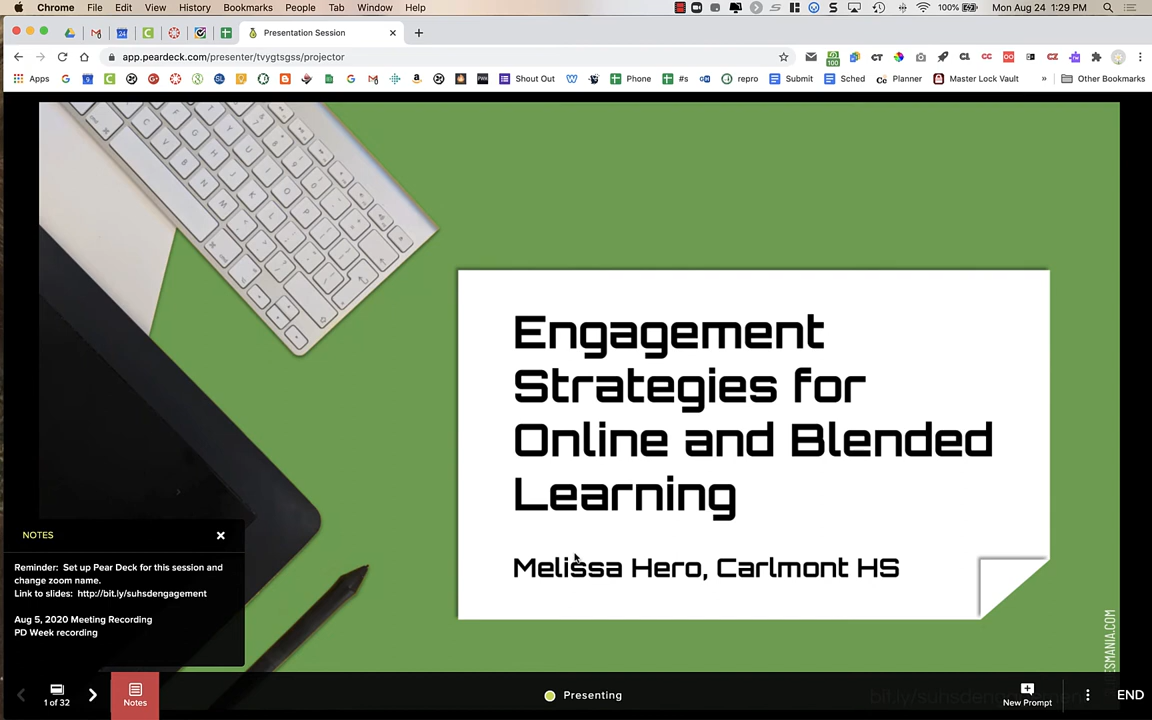 Chrome File Edit View History Bookmarks People Tab Window Help
100% Mon Aug 24 1:29 PM
Presentation Session
app.peardeck.com/presenter/tvygtsgss/projector
Apps Shout Out Phone #s repro Submit Sched Planner Master Lock Vault » Other Bookmarks
Engagement
Strategies for
Online and Blended
Learning
Melissa Hero, Carlmont HS
NOTES
Reminder: Set up Pear Deck for this session and
change zoom name.
Link to slides: http://bit.ly/suhsdengagement
Aug 5, 2020 Meeting Recording
PD Week recording
1 of 32
Notes
Presenting
bit.ly/suhsdengagement
New Prompt
END